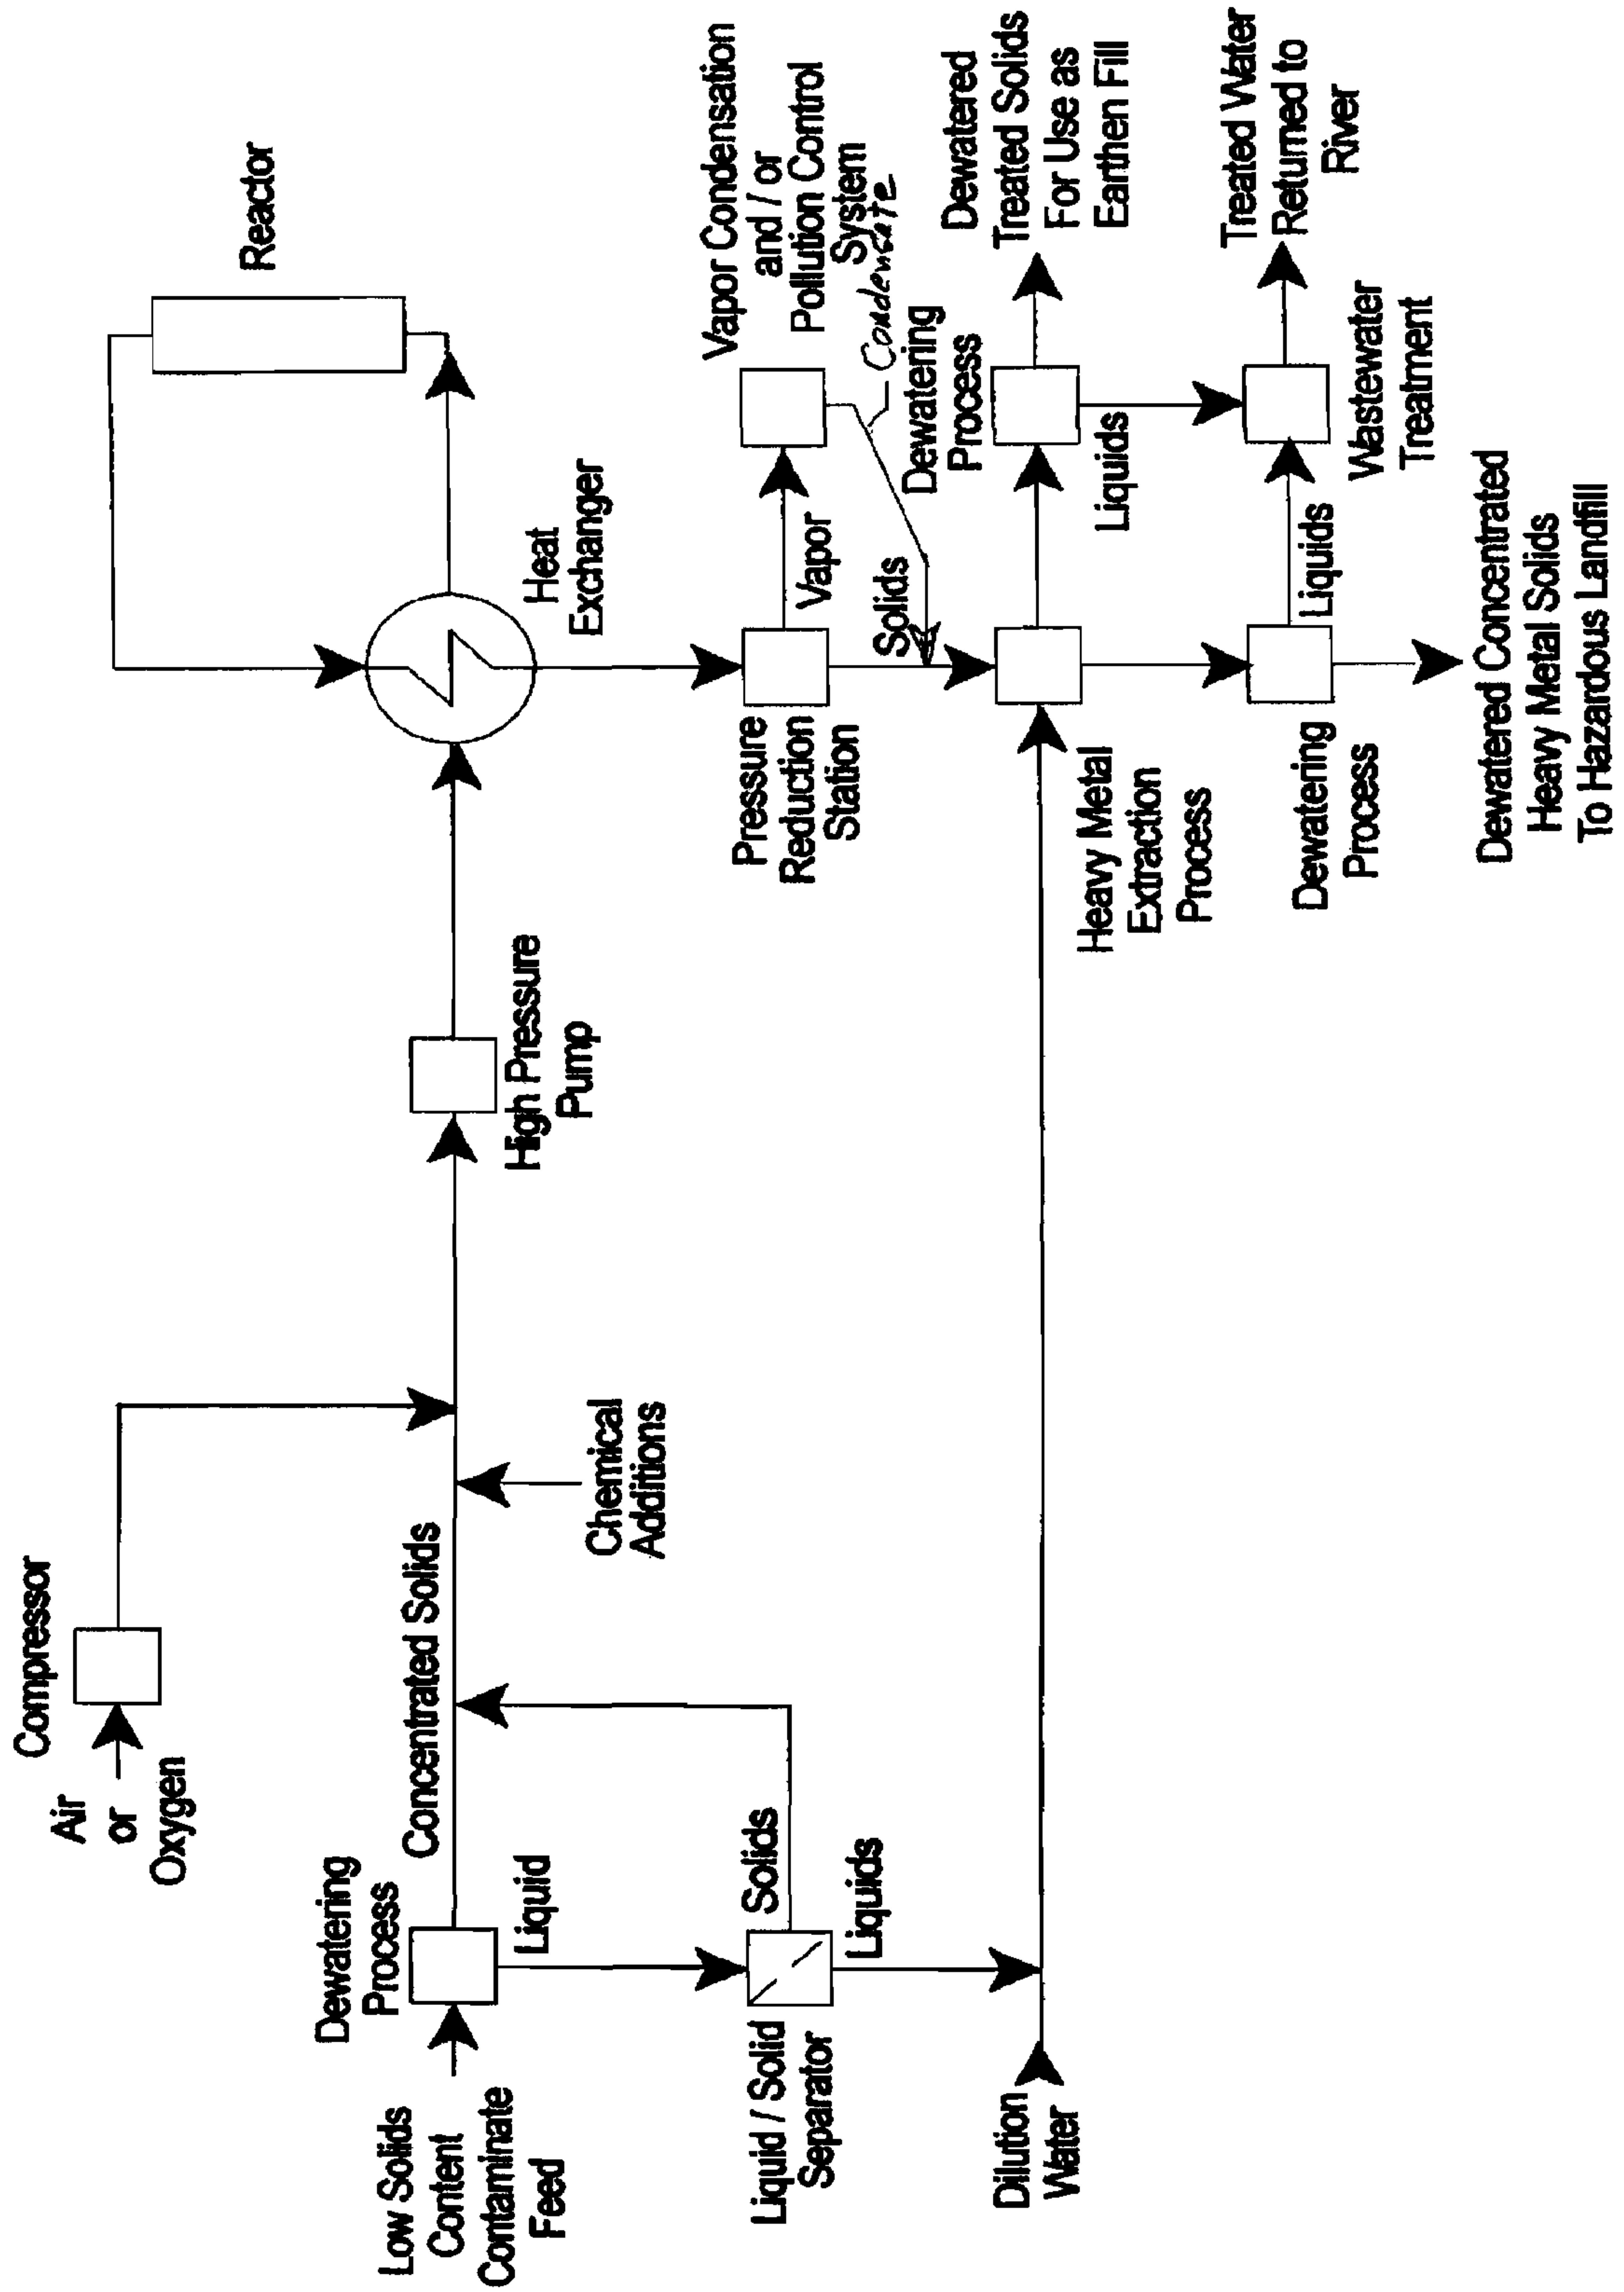 Air
or
Oxygen
Compressor
Low Solids
Content
Contaminate
Feed
Dewatering
Process
Concentrated Solids
Liquid
Chemical
Additions
High Pressure
Pump
Heat
Exchanger
Reactor
Liquid / Solid
Separator
Solids
Liquids
Pressure
Reduction
Station
Vapor
Vapor Condensation
and / or
Pollution Control
System
Condensate
Solids
Dilution
Water
Heavy Metal
Extraction
Process
Dewatering
Process
Dewatered
Treated Solids
For Use as
Earthen Fill
Liquids
Dewatering
Process
Liquids
Wastewater
Treatment
Treated Water
Returned to
River
Dewatered Concentrated
Heavy Metal Solids
To Hazardous Landfill